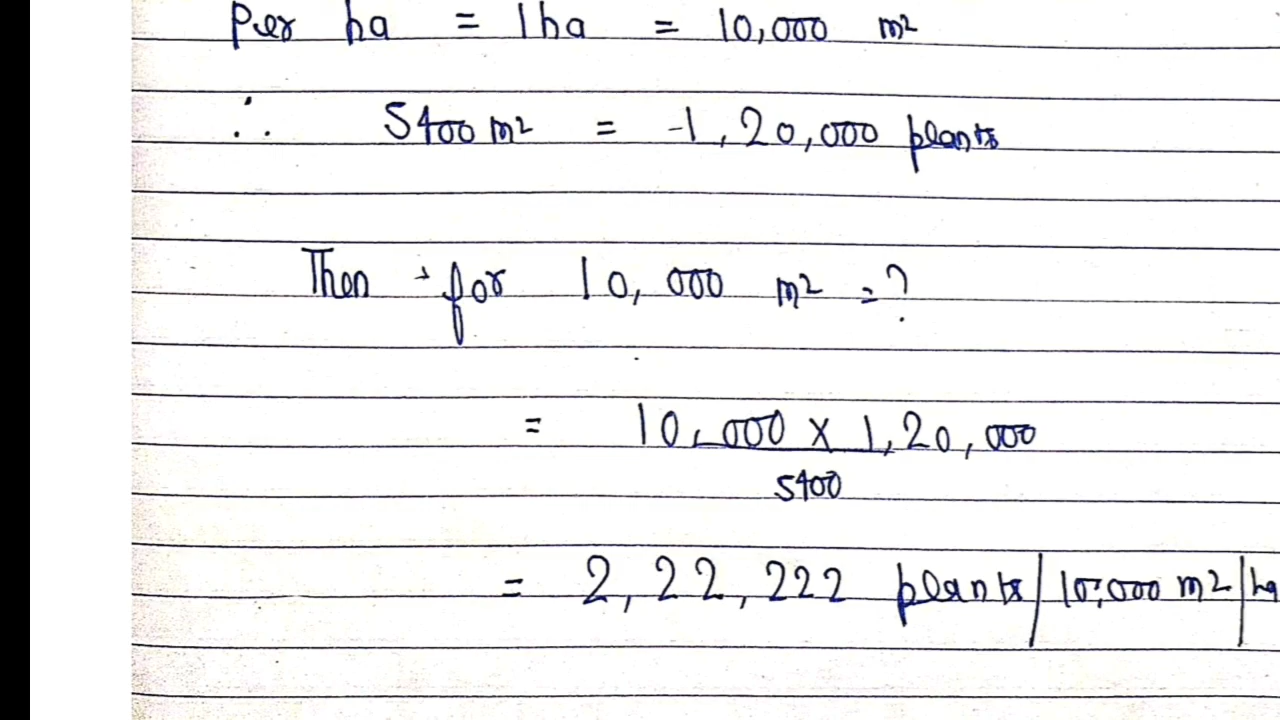 Per ha = 1ha = 10,000 m²
∴ 5400 m² = 1,20,000 plants
Then for 10,000 m² = ?
= 10,000 x 1,20,000
5400
= 2,22,222 plants / 10,000 m² / ha